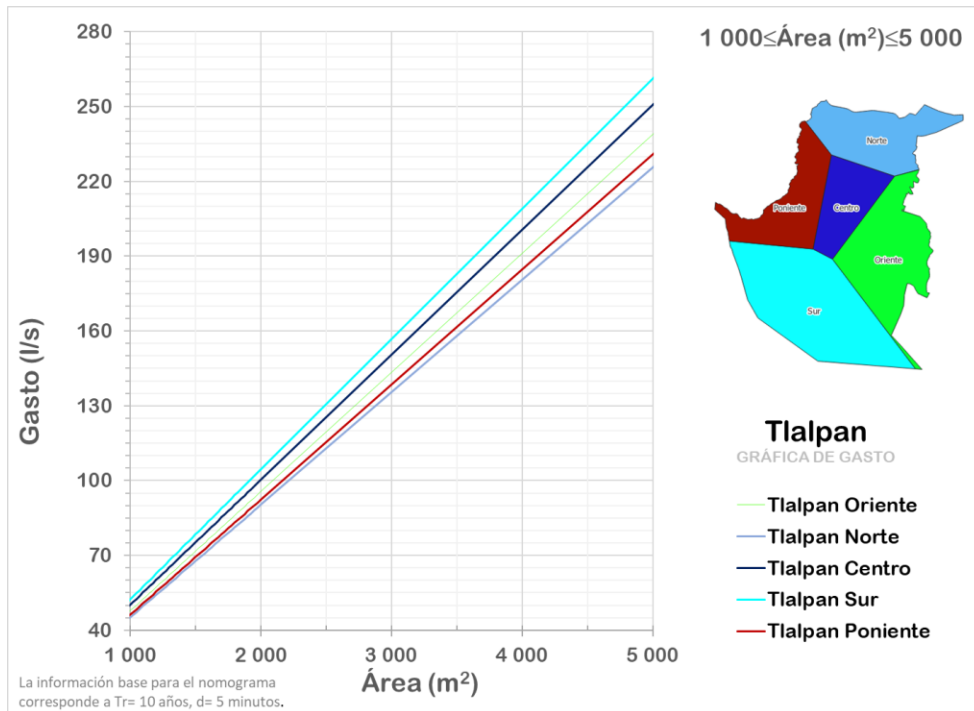 280
250
220
190
160
130
100
70
40
Gasto (l/s)
1 000
2 000
3 000
4 000
5 000
Área (m²)
La información base para el nomograma
corresponde a Tr= 10 años, d= 5 minutos.
1 000≤Área (m²)≤5 000
Norte
Poniente
Centro
Oriente
Sur
Tlalpan
GRÁFICA DE GASTO
Tlalpan Oriente
Tlalpan Norte
Tlalpan Centro
Tlalpan Sur
Tlalpan Poniente